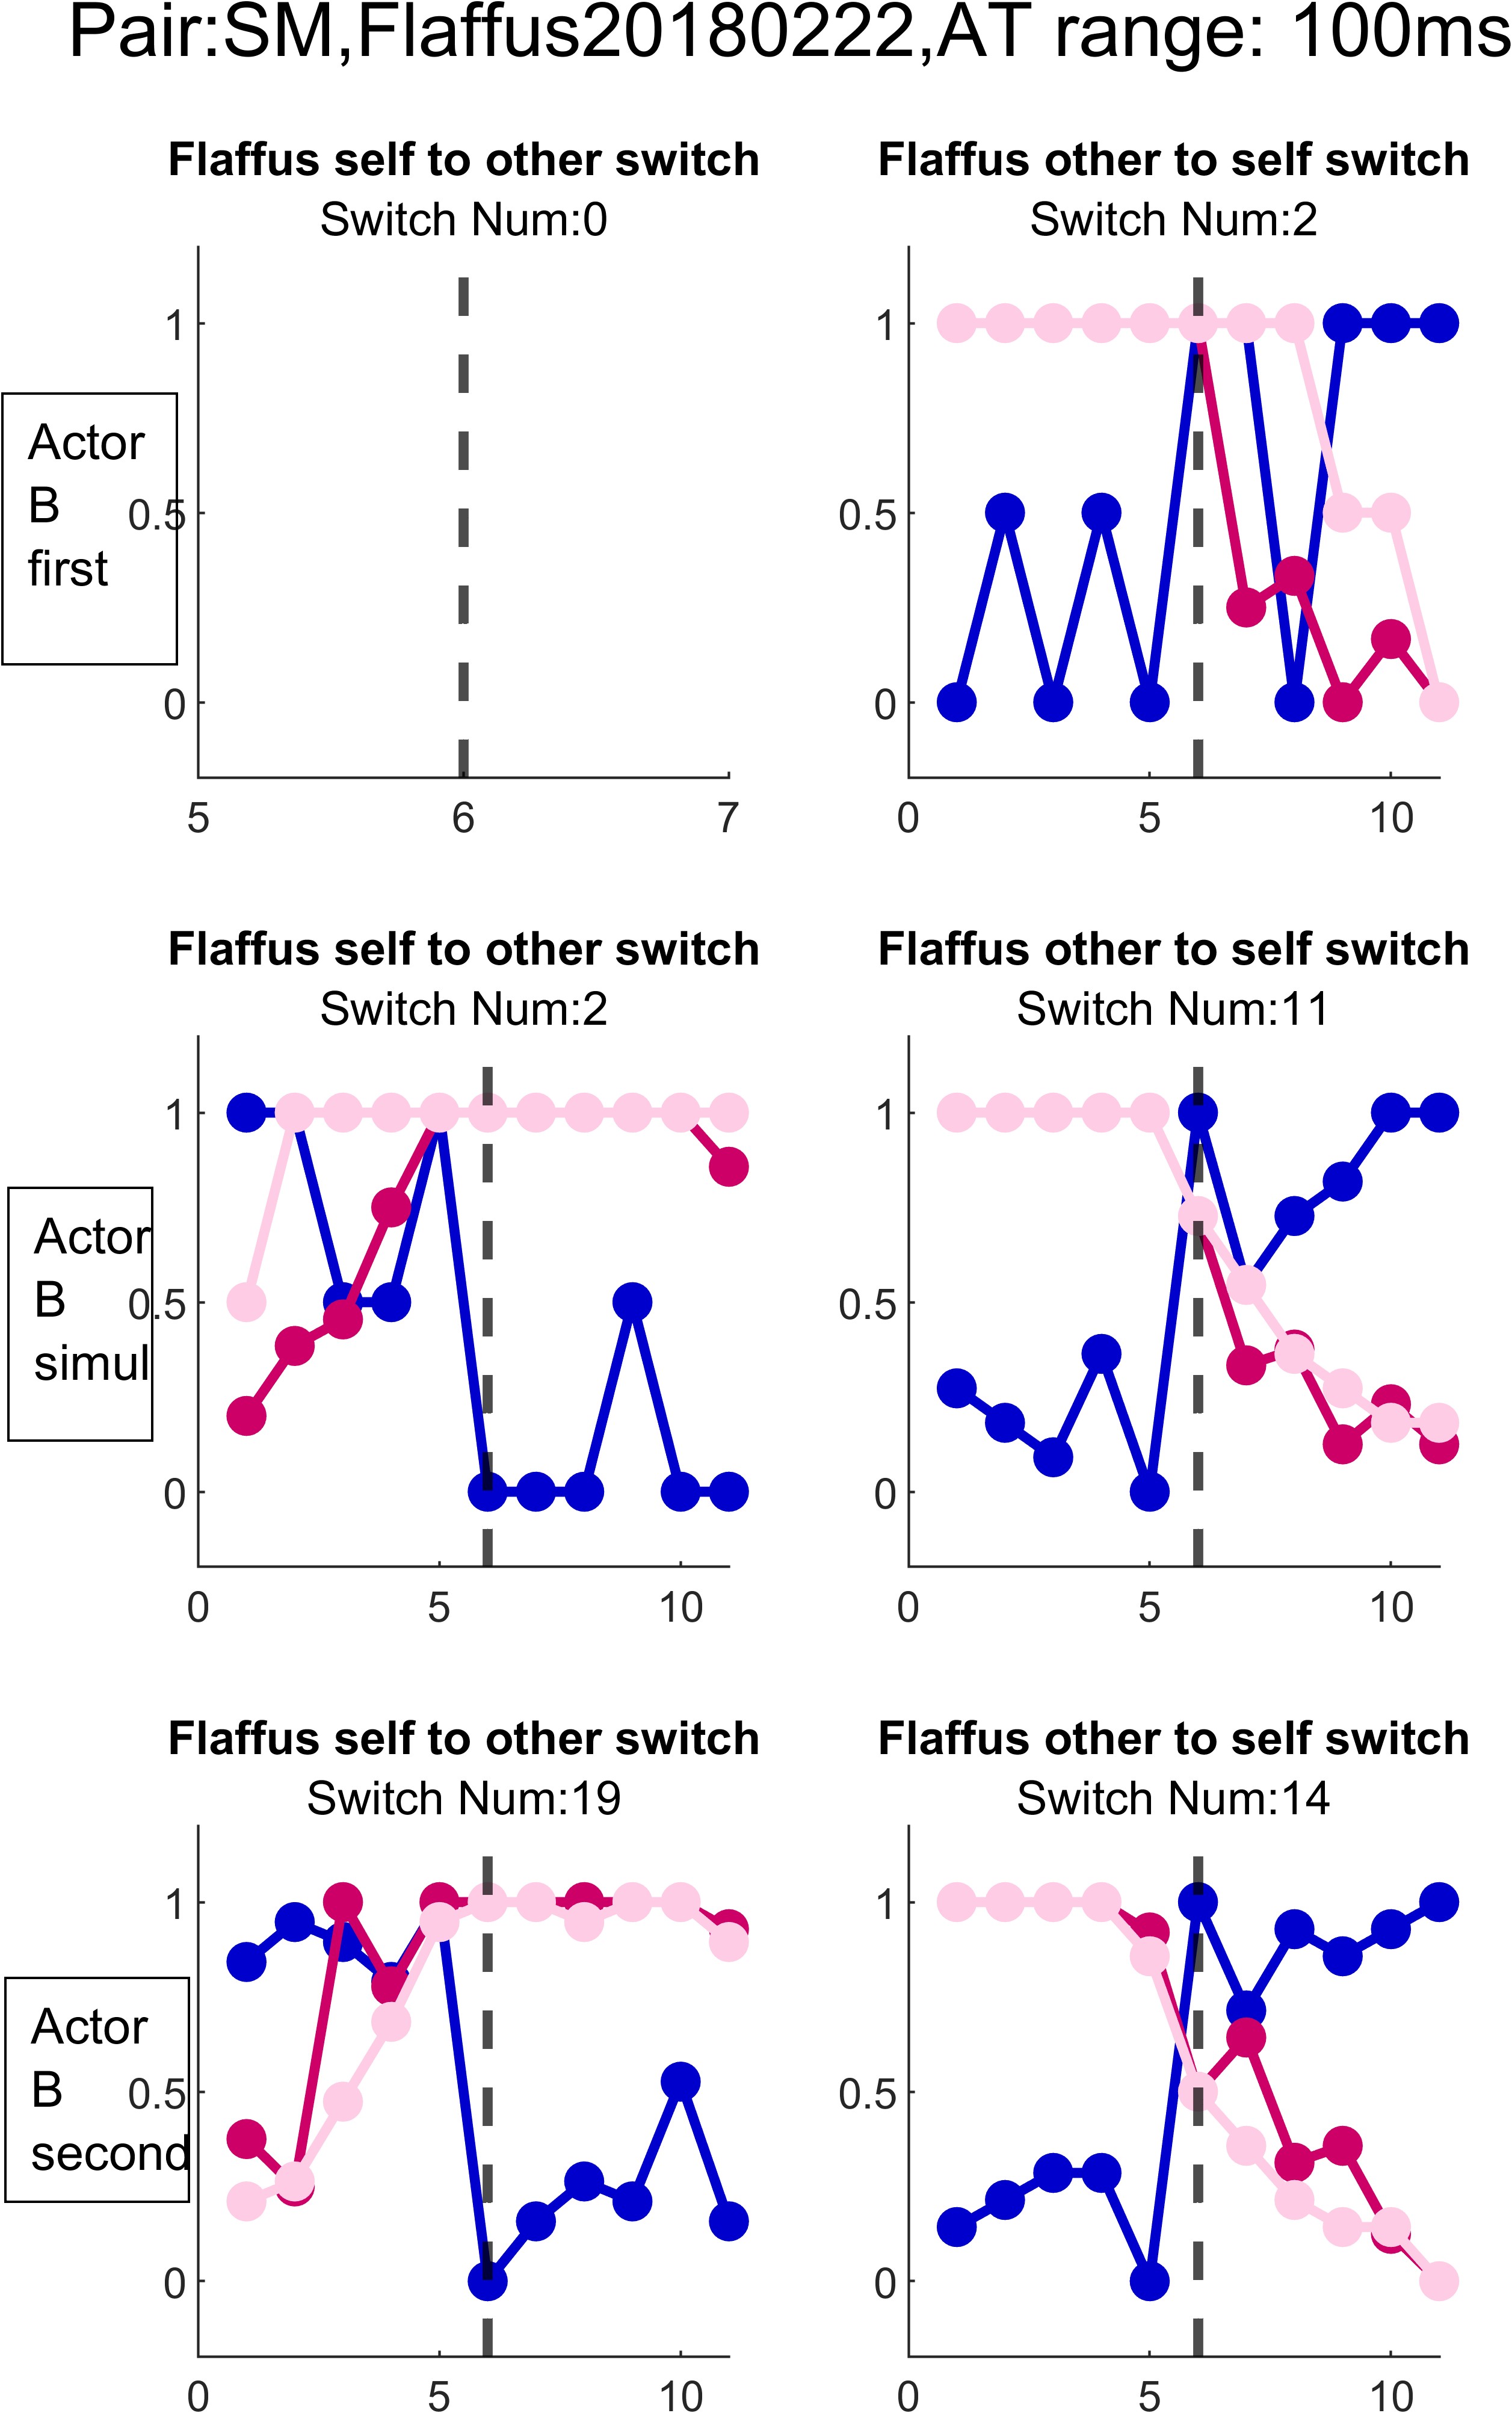 Pair:SM,Flaffus20180222,AT range: 100ms
Flaffus self to other switch
Switch Num:0
1
0.5
0
5 6 7
Actor
B
first
Flaffus other to self switch
Switch Num:2
1
0.5
0
0 5 10
Flaffus self to other switch
Switch Num:2
1
0.5
0
0 5 10
Actor
B
simul
Flaffus other to self switch
Switch Num:11
1
0.5
0
0 5 10
Flaffus self to other switch
Switch Num:19
1
0.5
0
0 5 10
Actor
B
second
Flaffus other to self switch
Switch Num:14
1
0.5
0
0 5 10